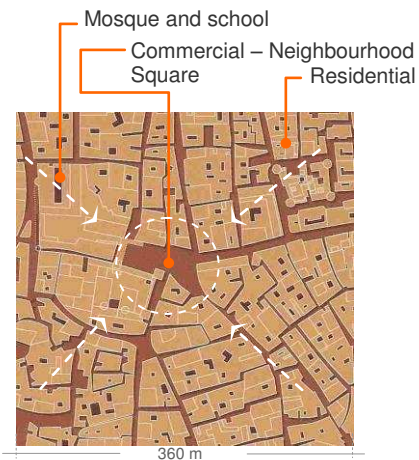 Mosque and school
Commercial – Neighbourhood
Square
Residential
360 m